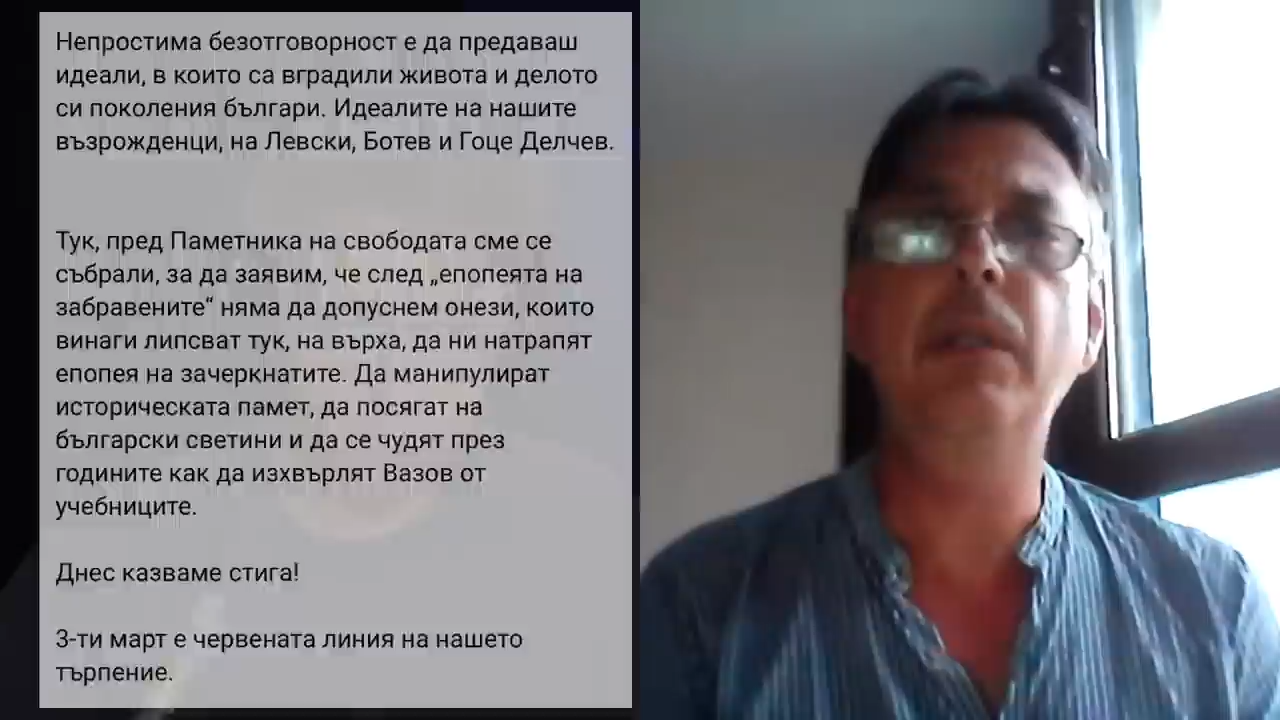 Непростима безотговорност е да предаваш
идеали, в които са вградили живота и делото
си поколения българи. Идеалите на нашите
възрожденци, на Левски, Ботев и Гоце Делчев.
Тук, пред Паметника на свободата сме се
събрали, за да заявим, че след „епопеята на
забравените“ няма да допуснем онези, които
винаги липсват тук, на върха, да ни натрапят
епопея на зачеркнатите. Да манипулират
историческата памет, да посягат на
български светини и да се чудят през
годините как да изхвърлят Вазов от
учебниците.
Днес казваме стига!
3-ти март е червената линия на нашето
търпение.